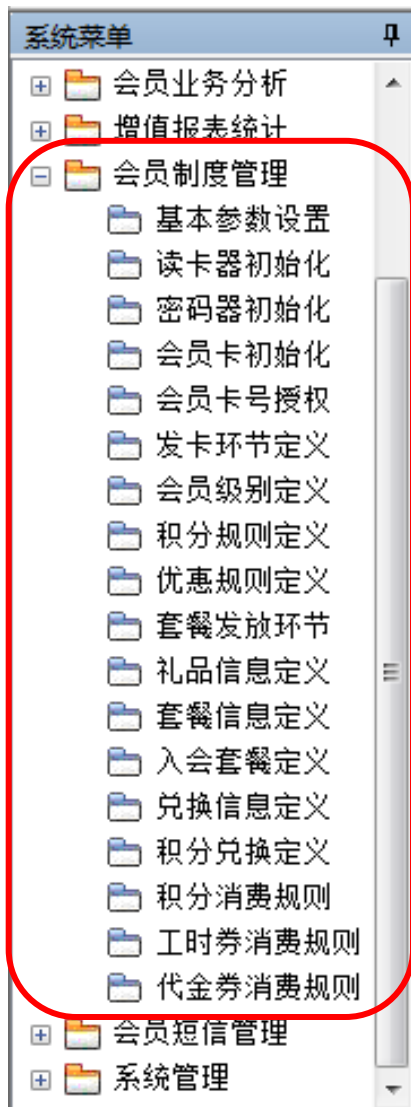 系统菜单
会员业务分析
增值报表统计
会员制度管理
基本参数设置
读卡器初始化
密码器初始化
会员卡初始化
会员卡号授权
发卡环节定义
会员级别定义
积分规则定义
优惠规则定义
套餐发放环节
礼品信息定义
套餐信息定义
入会套餐定义
兑换信息定义
积分兑换定义
积分消费规则
工时券消费规则
代金券消费规则
会员短信管理
系统管理